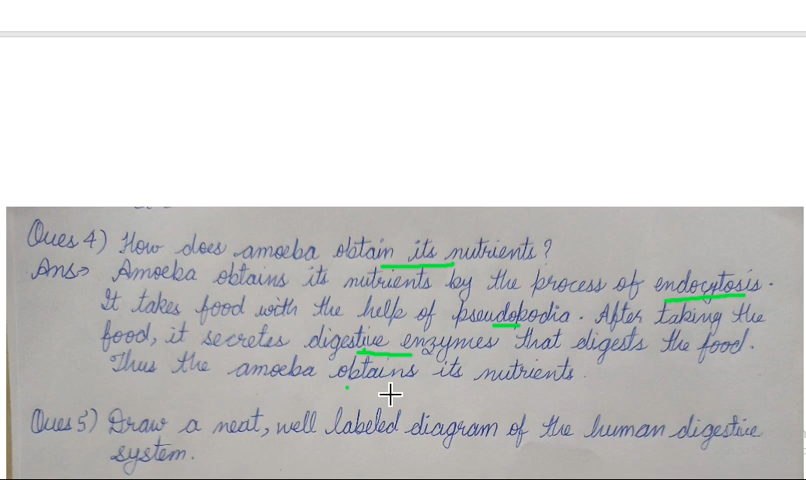 Ques 4) How does amoeba obtain its nutrients?
Ans⇒ Amoeba obtains its nutrients by the process of endocytosis.
It takes food with the help of pseudopodia. After taking the
food, it secretes digestive enzymes that digests the food.
Thus the amoeba obtains its nutrients.
Ques 5) Draw a neat, well labeled diagram of the human digestive
system.